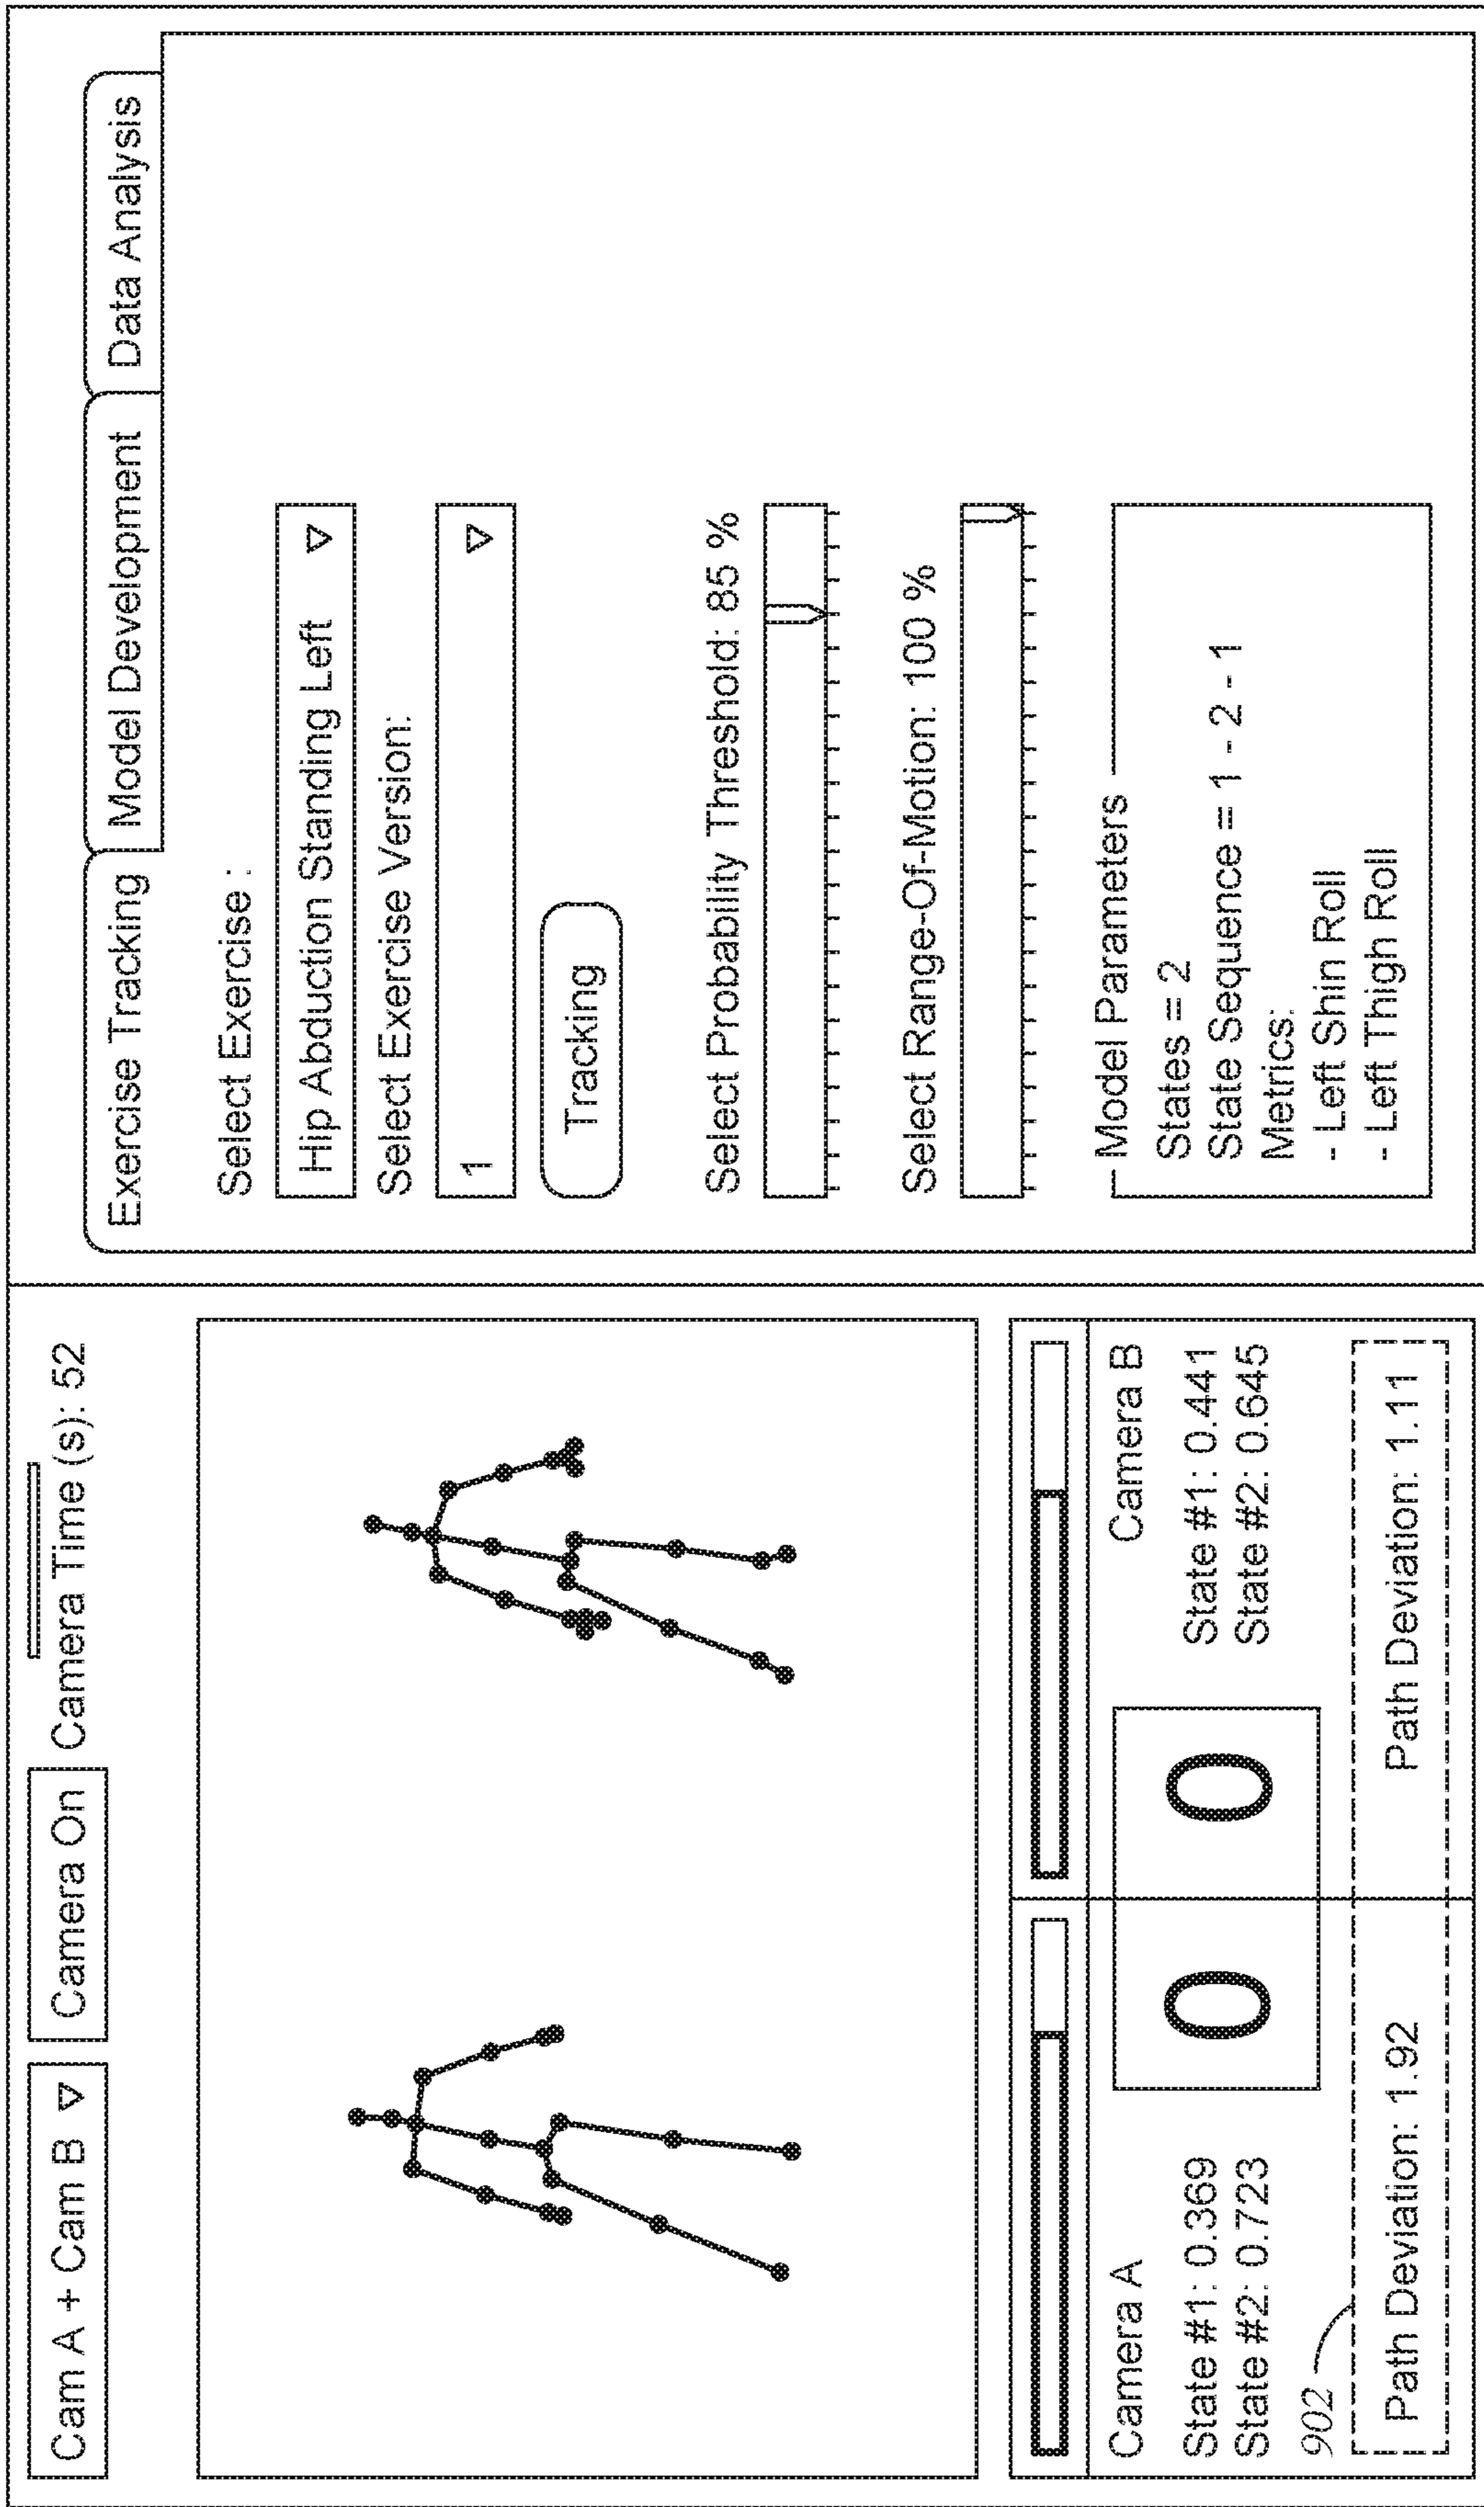 Cam A + Cam B
Camera On
Camera Time (s): 52
Camera A
State #1: 0.369
State #2: 0.723
0
0
Camera B
State #1: 0.441
State #2: 0.645
902
Path Deviation: 1.92
Path Deviation: 1.11
Exercise Tracking
Model Development
Data Analysis
Select Exercise :
Hip Abduction Standing Left
Select Exercise Version:
1
Tracking
Select Probability Threshold: 85 %
Select Range-Of-Motion: 100 %
Model Parameters
States = 2
State Sequence = 1 - 2 - 1
Metrics:
- Left Shin Roll
- Left Thigh Roll